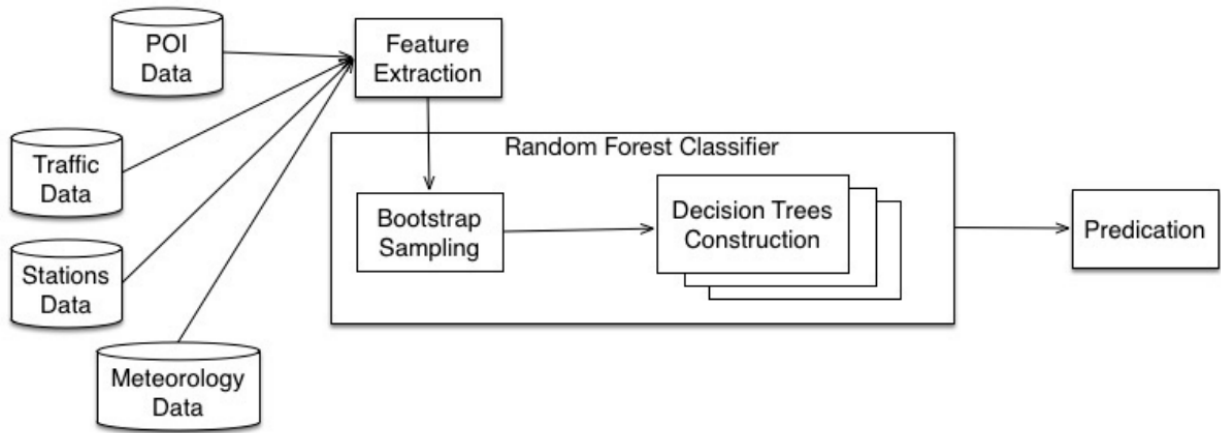 POI
Data
Feature
Extraction
Traffic
Data
Random Forest Classifier
Bootstrap
Sampling
Decision Trees
Construction
Predication
Stations
Data
Meteorology
Data